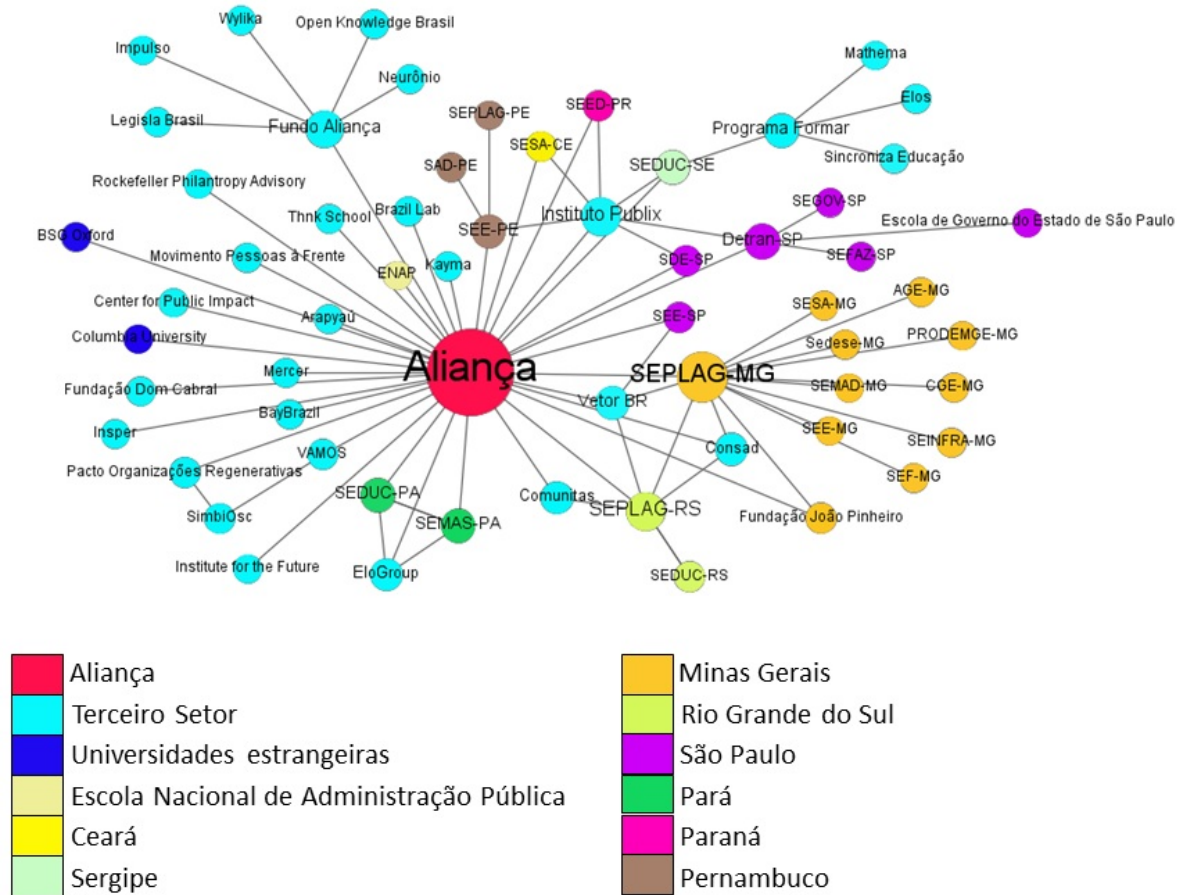 Wylika
Open Knowledge Brasil
Impulso
Neurônio
Legisla Brasil
Fundo Aliança
Mathema
Elos
Programa Formar
Sincroniza Educação
SEPLAG-PE
SEED-PR
SESA-CE
SAD-PE
SEDUC-SE
Rockefeller Philantropy Advisory
Thnk School
Brazil Lab
SEE-PE
Instituto Publix
SEGOV-SP
Escola de Governo do Estado de São Paulo
BSG Oxford
Detran-SP
Movimento Pessoas à Frente
ENAP
Kayma
SDE-SP
SEFAZ-SP
Center for Public Impact
Arapyaú
SEE-SP
SESA-MG
AGE-MG
Columbia University
Sedese-MG
PRODEMGE-MG
Mercer
Aliança
SEPLAG-MG
Fundação Dom Cabral
SEMAD-MG
CGE-MG
BayBrazil
Vetor BR
Insper
SEE-MG
SEINFRA-MG
VAMOS
Consad
Pacto Organizações Regenerativas
SEF-MG
SEDUC-PA
Comunitas
SEPLAG-RS
Fundação João Pinheiro
SimbiOsc
SEMAS-PA
Institute for the Future
EloGroup
SEDUC-RS
Aliança
Terceiro Setor
Universidades estrangeiras
Escola Nacional de Administração Pública
Ceará
Sergipe
Minas Gerais
Rio Grande do Sul
São Paulo
Pará
Paraná
Pernambuco